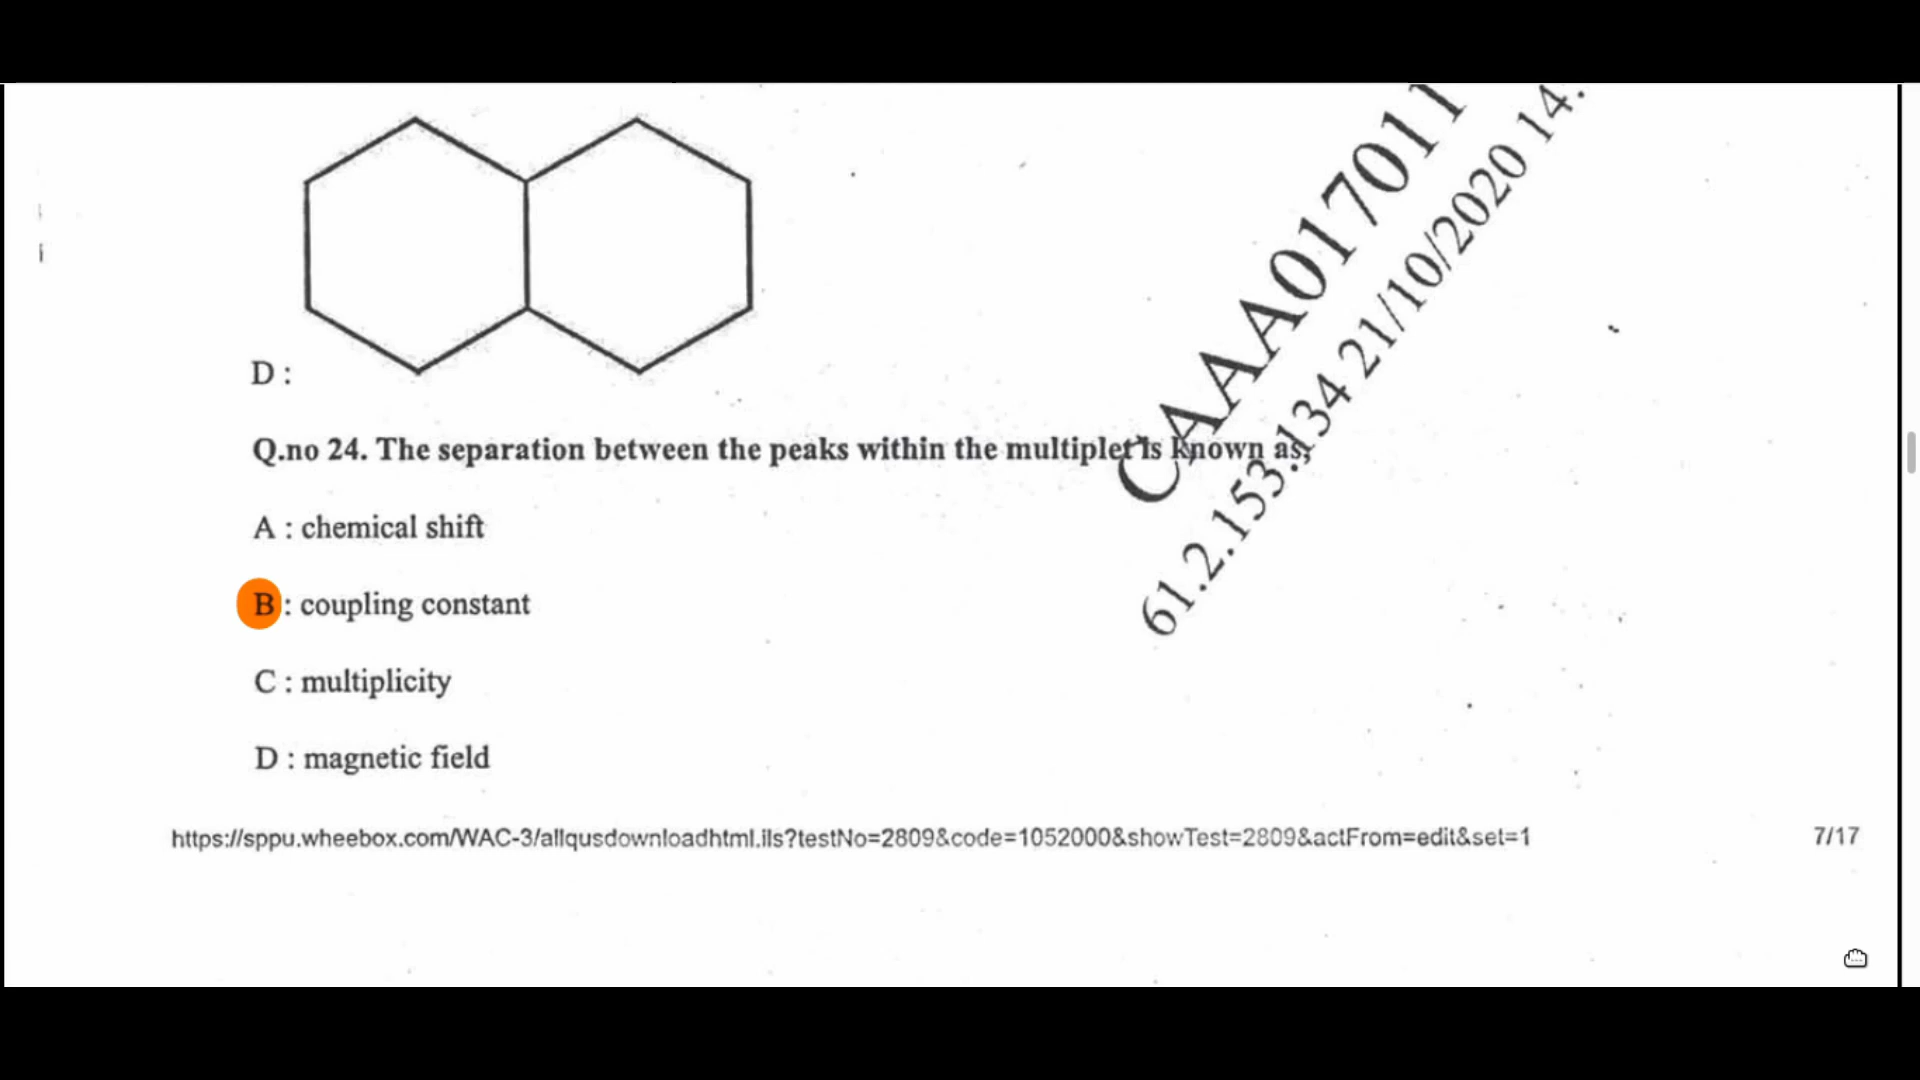 CAAA017011
61.2.153.134 21/10/2020 14.
D :
Q.no 24. The separation between the peaks within the multiplet is known as,
A : chemical shift
B : coupling constant
C : multiplicity
D : magnetic field
https://sppu.wheebox.com/WAC-3/allqusdownloadhtml.ils?testNo=2809&code=1052000&showTest=2809&actFrom=edit&set=1 7/17